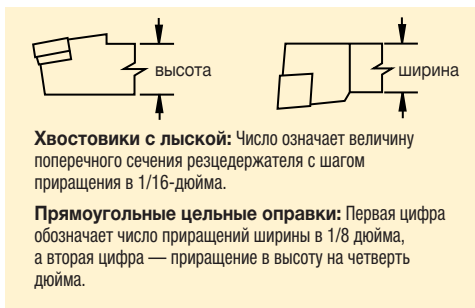 высота
ширина
Хвостовики с лыской: Число означает величину
поперечного сечения резцедержателя с шагом
приращения в 1/16-дюйма.
Прямоугольные цельные оправки: Первая цифра
обозначает число приращений ширины в 1/8 дюйма,
а вторая цифра — приращение в высоту на четверть
дюйма.